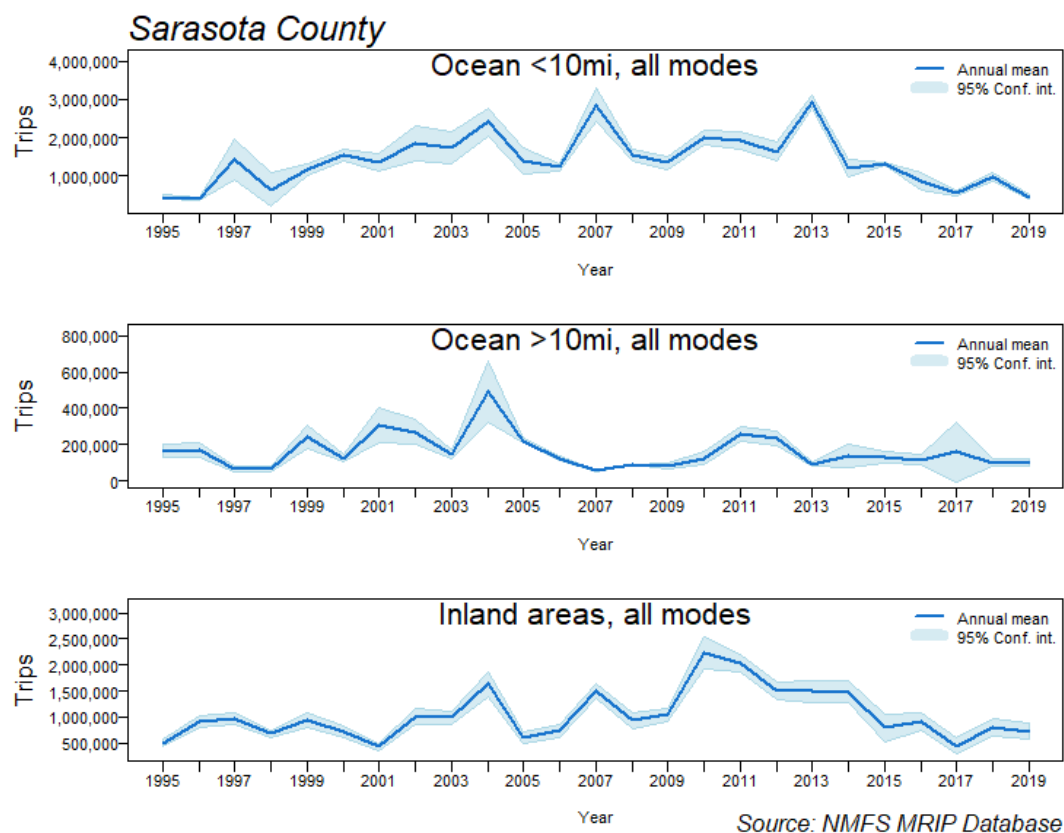 Sarasota County
Ocean <10mi, all modes
Annual mean
95% Conf. int.
Trips
4,000,000
3,000,000
2,000,000
1,000,000
1995 1997 1999 2001 2003 2005 2007 2009 2011 2013 2015 2017 2019
Year
Ocean >10mi, all modes
Annual mean
95% Conf. int.
Trips
800,000
600,000
400,000
200,000
0
1995 1997 1999 2001 2003 2005 2007 2009 2011 2013 2015 2017 2019
Year
Inland areas, all modes
Annual mean
95% Conf. int.
Trips
3,000,000
2,500,000
2,000,000
1,500,000
1,000,000
500,000
1995 1997 1999 2001 2003 2005 2007 2009 2011 2013 2015 2017 2019
Year
Source: NMFS MRIP Database